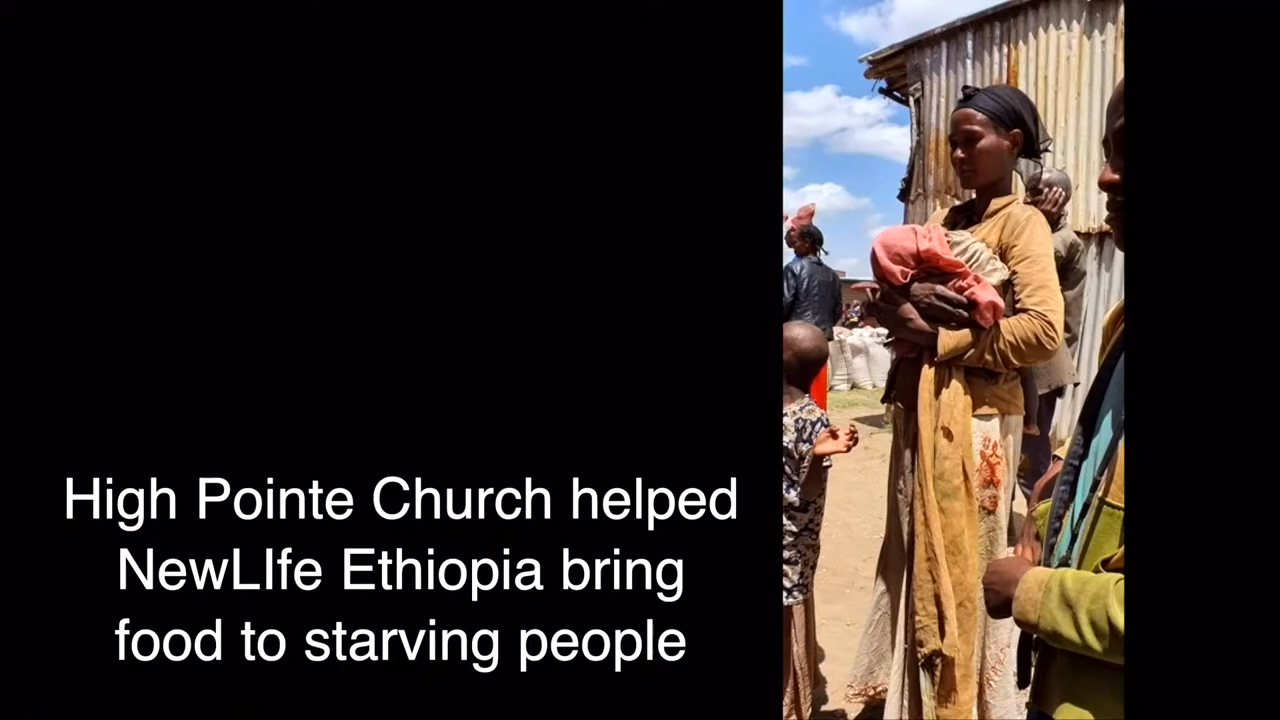 High Pointe Church helped
NewLIfe Ethiopia bring
food to starving people